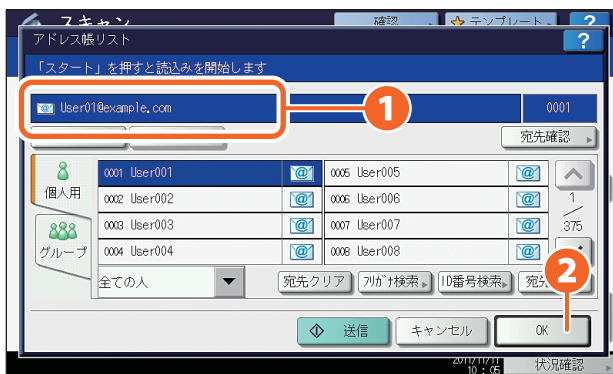 スキャン
確認
テンプレート
?
アドレス帳リスト
?
「スタート」を押すと読込みを開始します
User01@example.com
0001
1
宛先確認
個人用
グループ
0001 User001
0005 User005
0002 User002
0006 User006
0003 User003
0007 User007
0004 User004
0008 User008
1
375
全ての人
宛先クリア
フリガナ検索
ID番号検索
2
送信
キャンセル
OK
2011/11/11
10:05
状況確認